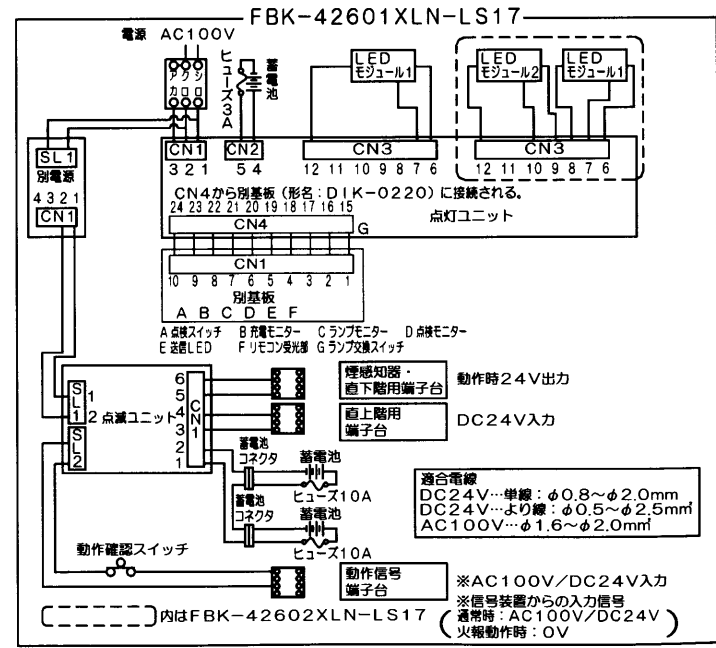 FBK-42601XLN-LS17
電源 AC100V
アカ クロ シロ
ヒューズ3A
蓄電池
LED
モジュール1
LED
モジュール2
LED
モジュール1
SL1
別電源
4321
CN1
CN1
321
CN2
54
CN3
12 11 10 9 8 7 6
CN3
12 11 10 9 8 7 6
CN4から別基板(形名:DIK-0220)に接続される。
24 23 22 21 20 19 18 17 16 15
CN4
G
点灯ユニット
CN1
10 9 8 7 6 5 4 3 2 1
別基板
A B C D E F
A 点検スイッチ B 充電モニター C ランプモニター D 点検モニター
E 送信LED F リモコン受光部 G ランプ交換スイッチ
SL1
1
2
点滅ユニット
SL2
CN1
6
5
4
3
2
1
煙感知器・
直下階用端子台
動作時24V出力
直上階用
端子台
DC24V入力
蓄電池
コネクタ
蓄電池
ヒューズ10A
蓄電池
コネクタ
蓄電池
ヒューズ10A
適合電線
DC24V…単線:φ0.8~φ2.0mm
DC24V…より線:φ0.5~φ2.5m㎡
AC100V…φ1.6~φ2.0m㎡
動作確認スイッチ
動作信号
端子台
※AC100V/DC24V入力
※信号装置からの入力信号
(通常時:AC100V/DC24V
火報動作時:0V)
内はFBK-42602XLN-LS17